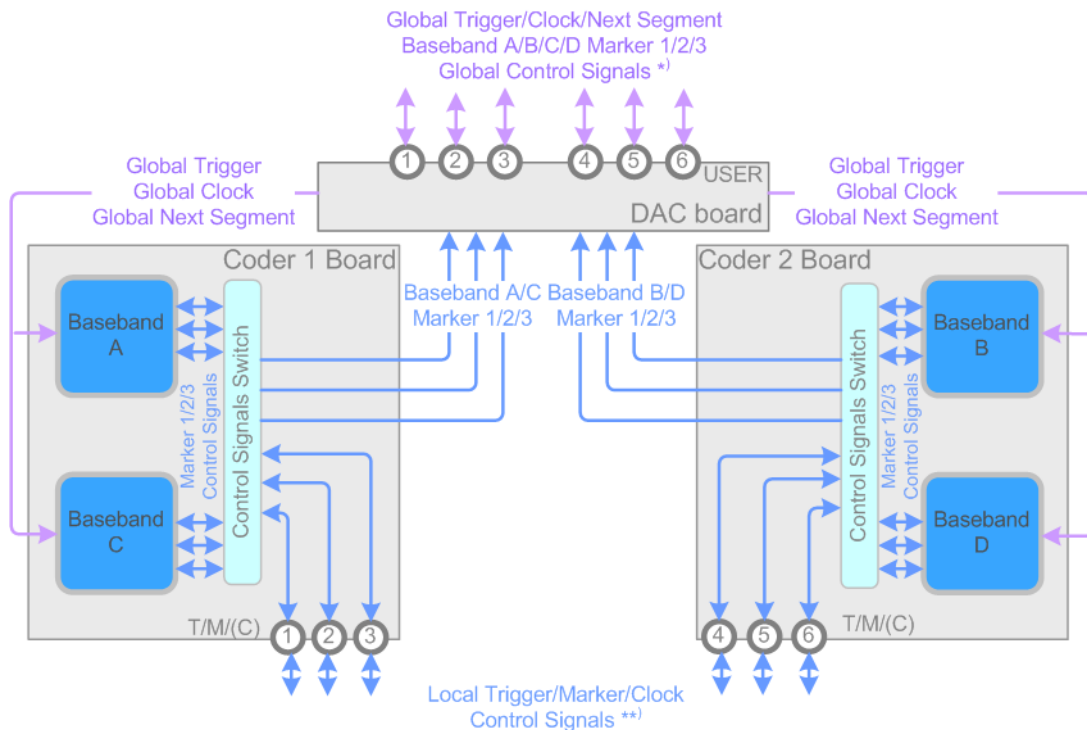 Global Trigger/Clock/Next Segment
Baseband A/B/C/D Marker 1/2/3
Global Control Signals *)
1 2 3 4 5 6
USER
DAC board
Global Trigger
Global Clock
Global Next Segment
Global Trigger
Global Clock
Global Next Segment
Coder 1 Board
Baseband
A
Marker 1/2/3
Control Signals
Control Signals Switch
Baseband
C
T/M/(C)
1 2 3
Baseband A/C
Marker 1/2/3
Baseband B/D
Marker 1/2/3
Coder 2 Board
Control Signals Switch
Marker 1/2/3
Control Signals
Baseband
B
Baseband
D
4 5 6
T/M/(C)
Local Trigger/Marker/Clock
Control Signals **)